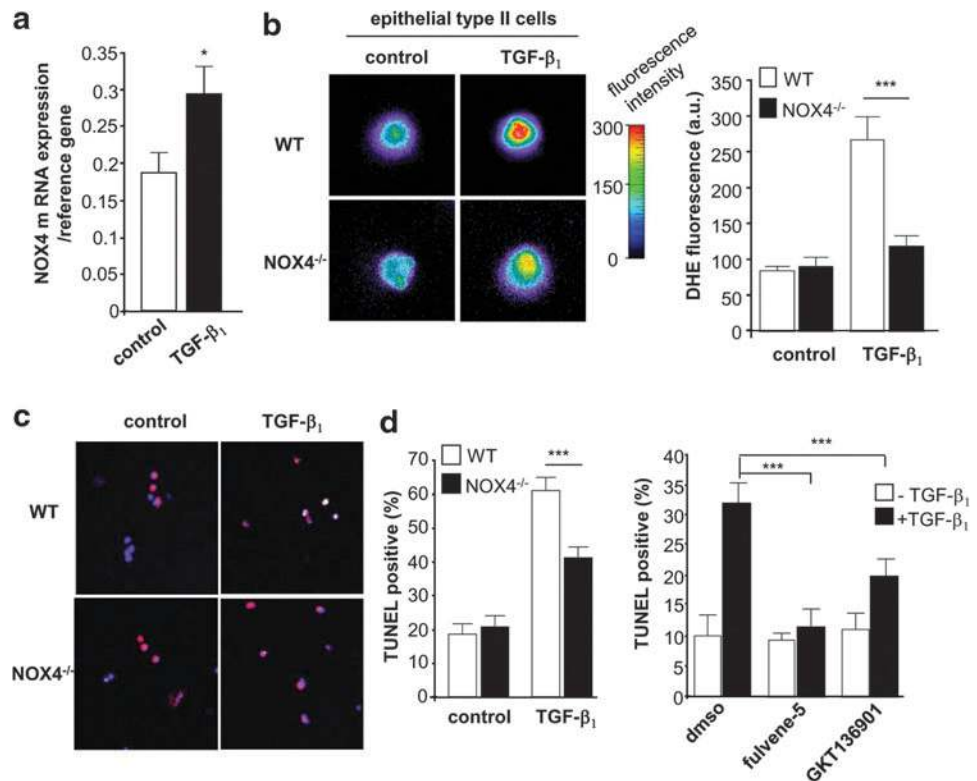 a
NOX4 m RNA expression
/reference gene
0.35
0.3
0.25
0.2
0.15
0.1
0.05
0
*
control
TGF-β₁
b
epithelial type II cells
control
TGF-β₁
WT
NOX4⁻/⁻
fluorescence
intensity
300
150
0
DHE fluorescence (a.u.)
350
300
250
200
150
100
50
0
WT
NOX4⁻/⁻
***
control
TGF-β₁
c
control
TGF-β₁
WT
NOX4⁻/⁻
d
TUNEL positive (%)
70
60
50
40
30
20
10
0
WT
NOX4⁻/⁻
***
control
TGF-β₁
TUNEL positive (%)
40
35
30
25
20
15
10
5
0
***
***
- TGF-β₁
+TGF-β₁
dmso
fulvene-5
GKT136901